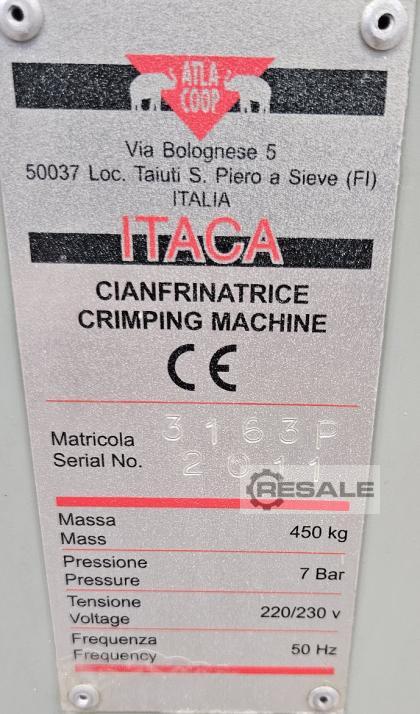 ATLA
COOP
Via Bolognese 5
50037 Loc. Taiuti S. Piero a Sieve (FI)
ITALIA
ITACA
CIANFRINATRICE
CRIMPING MACHINE
CE
Matricola 3163P
Serial No. 2011
RESALE
Massa
Mass 450 kg
Pressione
Pressure 7 Bar
Tensione
Voltage 220/230 v
Frequenza
Frequency 50 Hz